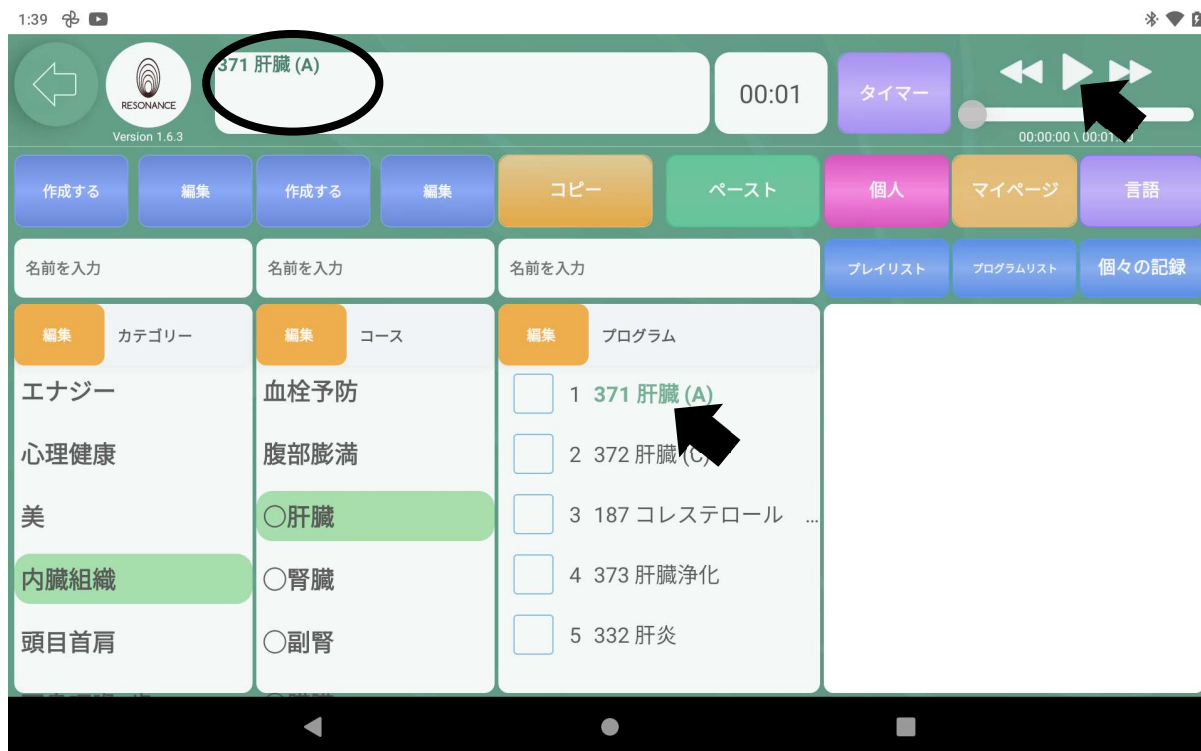 1:39
371 肝臓 (A)
RESONANCE
Version 1.6.3
00:01
タイマー
00:00:00 \ 00:01:
作成する 編集 作成する 編集 コピー ペースト 個人 マイページ 言語
名前を入力 名前を入力 名前を入力 プレイリスト プログラムリスト 個々の記録
編集 カテゴリー 編集 コース 編集 プログラム
エナジー
心理健康
美
内臓組織
頭目首肩
血栓予防
腹部膨満
○肝臓
○腎臓
○副腎
1 371 肝臓 (A)
2 372 肝臓 (C)
3 187 コレステロール ...
4 373 肝臓浄化
5 332 肝炎